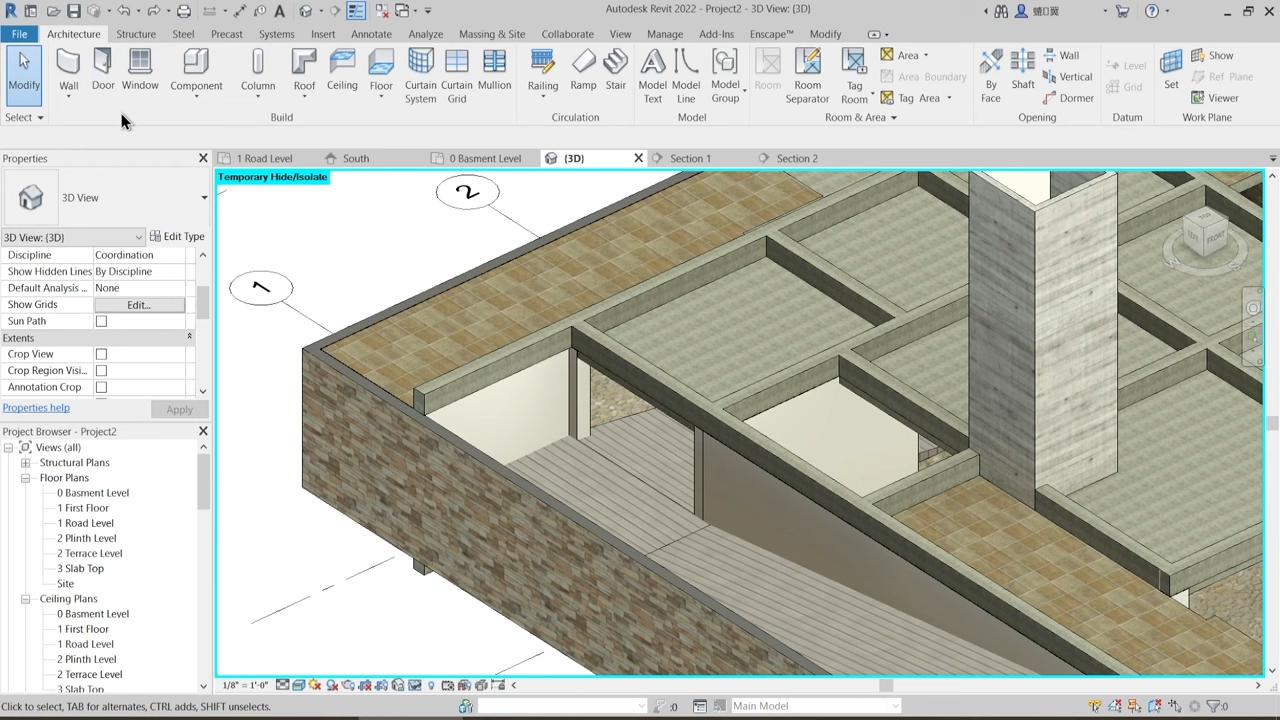 Autodesk Revit 2022 - Project2 - 3D View: {3D}
File Architecture Structure Steel Precast Systems Insert Annotate Analyze Massing & Site Collaborate View Manage Add-Ins Enscape™ Modify
Modify Wall Door Window Component Column Roof Ceiling Floor Curtain System Curtain Grid Mullion Railing Ramp Stair Model Text Model Line Model Group Room Room Separator Tag Room Area Area Boundary Tag Area By Face Shaft Wall Vertical Dormer Level Grid Set Show Ref Plane Viewer
Select Build Circulation Model Room & Area Opening Datum Work Plane
Properties
1 Road Level South 0 Basment Level {3D} Section 1 Section 2
Temporary Hide/Isolate
3D View
3D View: {3D} Edit Type
Discipline Coordination
Show Hidden Lines By Discipline
Default Analysis ... None
Show Grids Edit...
Sun Path
Extents
Crop View
Crop Region Visi...
Annotation Crop
Properties help Apply
Project Browser - Project2
Views (all)
Structural Plans
Floor Plans
0 Basment Level
1 First Floor
1 Road Level
2 Plinth Level
2 Terrace Level
3 Slab Top
Site
Ceiling Plans
0 Basment Level
1 First Floor
1 Road Level
2 Plinth Level
2 Terrace Level
3 Slab Top
2
1
TOP
LEFT FRONT
1/8" = 1'-0"
Click to select, TAB for alternates, CTRL adds, SHIFT unselects. :0 Main Model :0